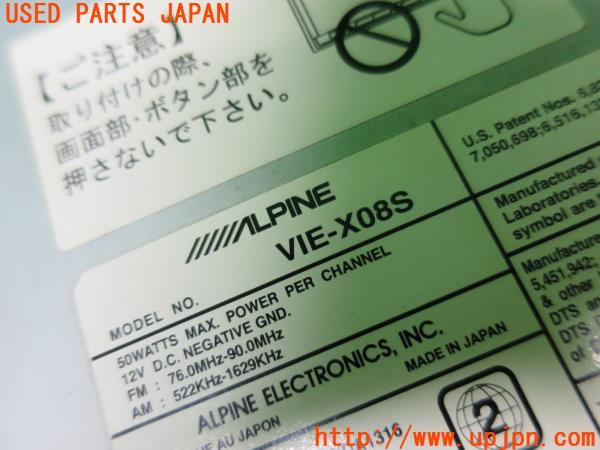 USED PARTS JAPAN
【ご注意】
取り付けの際、
画面部・ボタン部を
押さないで下さい。
ALPINE
MODEL NO. VIE-X08S
50WATTS MAX. POWER PER CHANNEL
12V D.C. NEGATIVE GND.
FM : 76.0MHz-90.0MHz
AM : 522KHz-1629KHz
ALPINE ELECTRONICS, INC.
MADE IN JAPAN
AU JAPON
U.S. Patent Nos.
7,050,698;6,516,
Manufactured
Laboratories.
symbol are
Manufacture
5,451,942;
& other
DTS and
DTS
of
2
316
http://www.upjpn.com